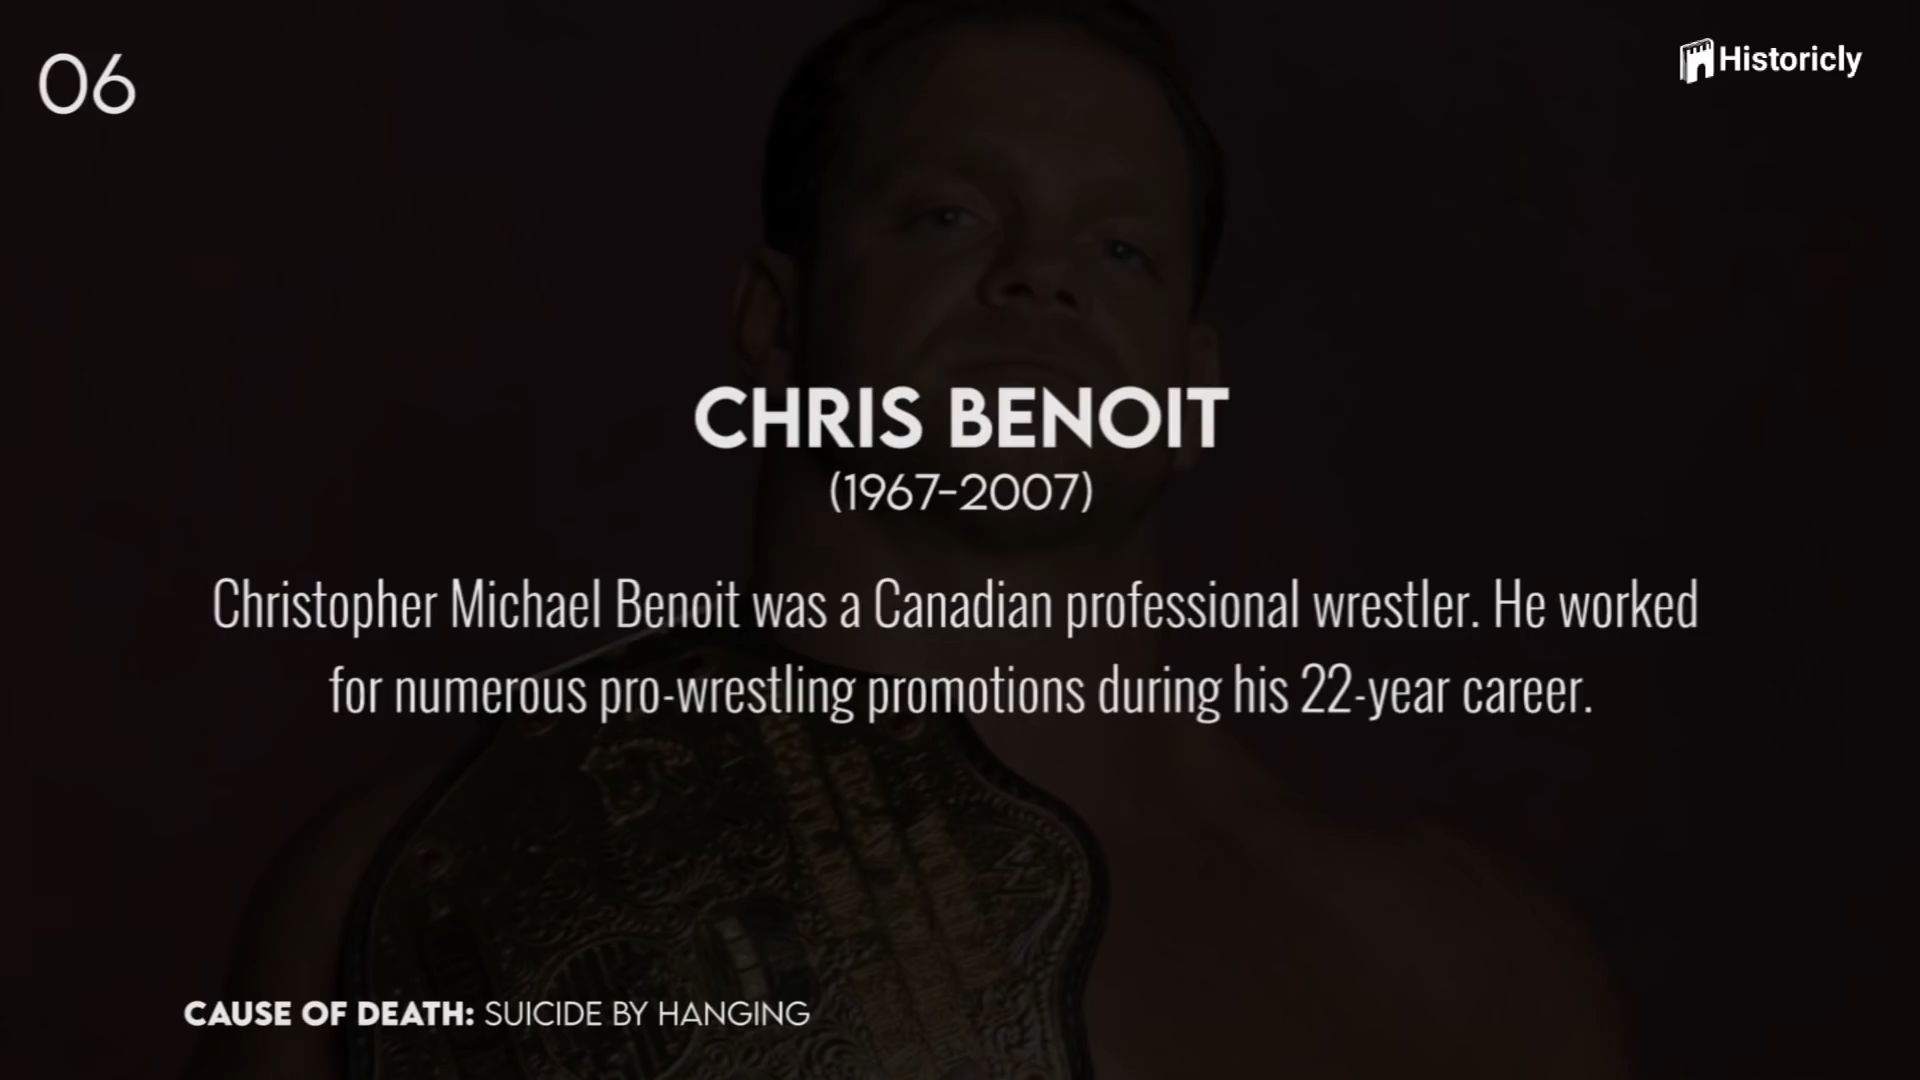 06
Historicly
CHRIS BENOIT
(1967-2007)
Christopher Michael Benoit was a Canadian professional wrestler. He worked
for numerous pro-wrestling promotions during his 22-year career.
CAUSE OF DEATH: SUICIDE BY HANGING